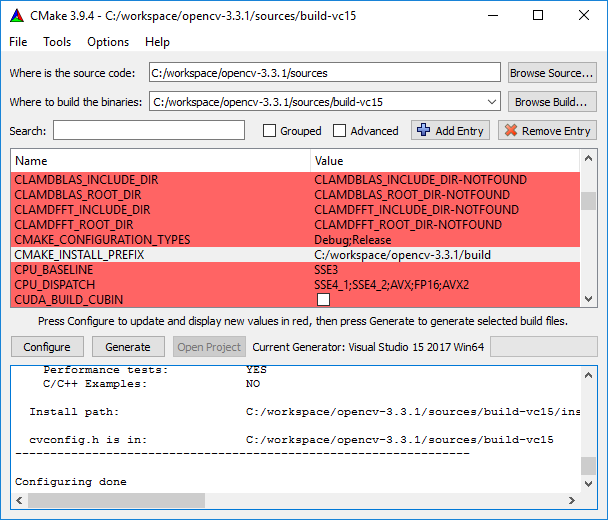 CMake 3.9.4 - C:/workspace/opencv-3.3.1/sources/build-vc15
File Tools Options Help
Where is the source code: C:/workspace/opencv-3.3.1/sources Browse Source...
Where to build the binaries: C:/workspace/opencv-3.3.1/sources/build-vc15 Browse Build...
Search: Grouped Advanced Add Entry Remove Entry
Name Value
CLAMDBLAS_INCLUDE_DIR CLAMDBLAS_INCLUDE_DIR-NOTFOUND
CLAMDBLAS_ROOT_DIR CLAMDBLAS_ROOT_DIR-NOTFOUND
CLAMDFFT_INCLUDE_DIR CLAMDFFT_INCLUDE_DIR-NOTFOUND
CLAMDFFT_ROOT_DIR CLAMDFFT_ROOT_DIR-NOTFOUND
CMAKE_CONFIGURATION_TYPES Debug;Release
CMAKE_INSTALL_PREFIX C:/workspace/opencv-3.3.1/build
CPU_BASELINE SSE3
CPU_DISPATCH SSE4_1;SSE4_2;AVX;FP16;AVX2
CUDA_BUILD_CUBIN
Press Configure to update and display new values in red, then press Generate to generate selected build files.
Configure Generate Open Project Current Generator: Visual Studio 15 2017 Win64
Performance tests: YES
C/C++ Examples: NO
Install path: C:/workspace/opencv-3.3.1/sources/build-vc15/ins
cvconfig.h is in: C:/workspace/opencv-3.3.1/sources/build-vc15
-----------------------------------------------------------------
Configuring done